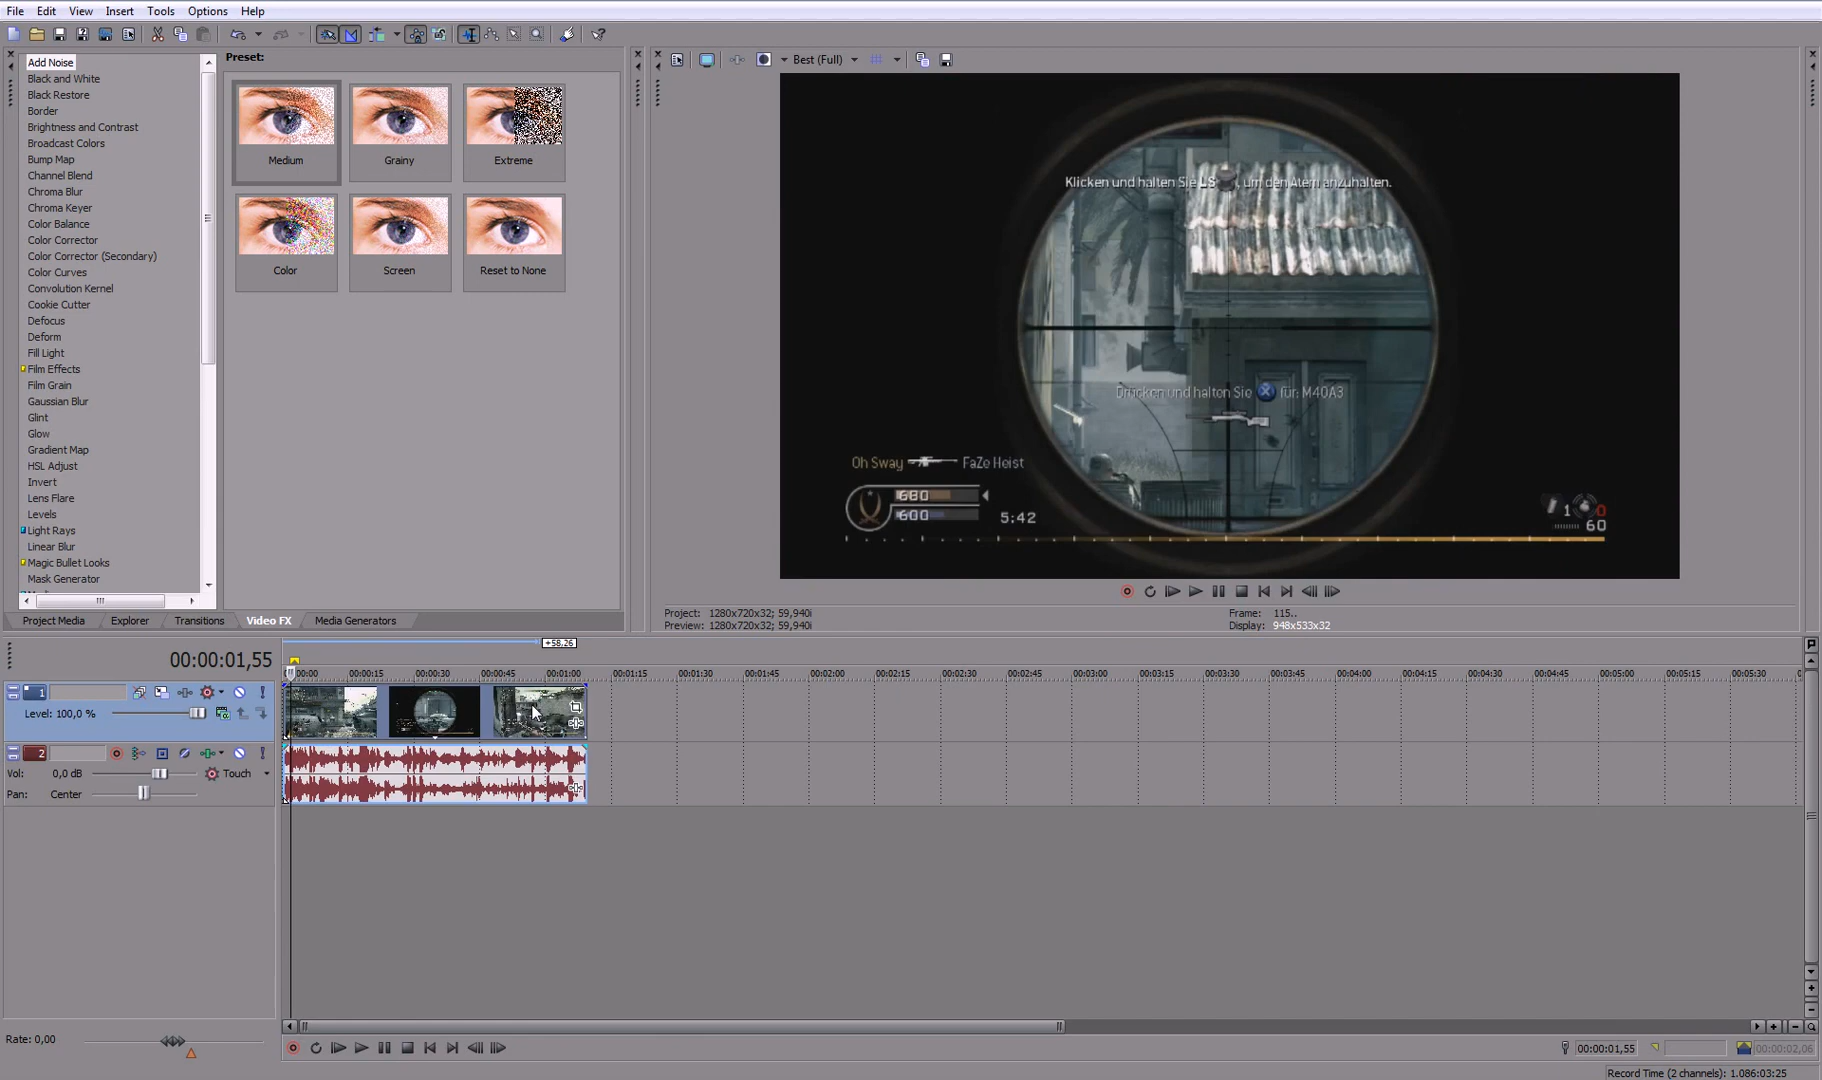 File Edit View Insert Tools Options Help
Add Noise
Black and White
Black Restore
Border
Brightness and Contrast
Broadcast Colors
Bump Map
Channel Blend
Chroma Blur
Chroma Keyer
Color Balance
Color Corrector
Color Corrector (Secondary)
Color Curves
Convolution Kernel
Cookie Cutter
Defocus
Deform
Fill Light
Film Effects
Film Grain
Gaussian Blur
Glint
Glow
Gradient Map
HSL Adjust
Invert
Lens Flare
Levels
Light Rays
Linear Blur
Magic Bullet Looks
Mask Generator
Preset:
Medium Grainy Extreme
Color Screen Reset to None
Project Media Explorer Transitions Video FX Media Generators
Best (Full)
Klicken und halten Sie LS , um den Atem anzuhalten.
Drücken und halten Sie X für: M40A3
Oh Sway FaZe Heist
680
600
5:42
1 0
60
Project: 1280x720x32; 59,940i
Preview: 1280x720x32; 59,940i
Frame: 115..
Display: 948x533x32
+58.26
00:00:01,55
00:00 00:00:15 00:00:30 00:00:45 00:01:00 00:01:15 00:01:30 00:01:45 00:02:00 00:02:15 00:02:30 00:02:45 00:03:00 00:03:15 00:03:30 00:03:45 00:04:00 00:04:15 00:04:30 00:04:45 00:05:00 00:05:15 00:05:30
1
Level: 100,0 %
2
Vol: 0,0 dB Touch
Pan: Center
Rate: 0,00
00:00:01,55 00:00:02,06
Record Time (2 channels): 1.086:03:25